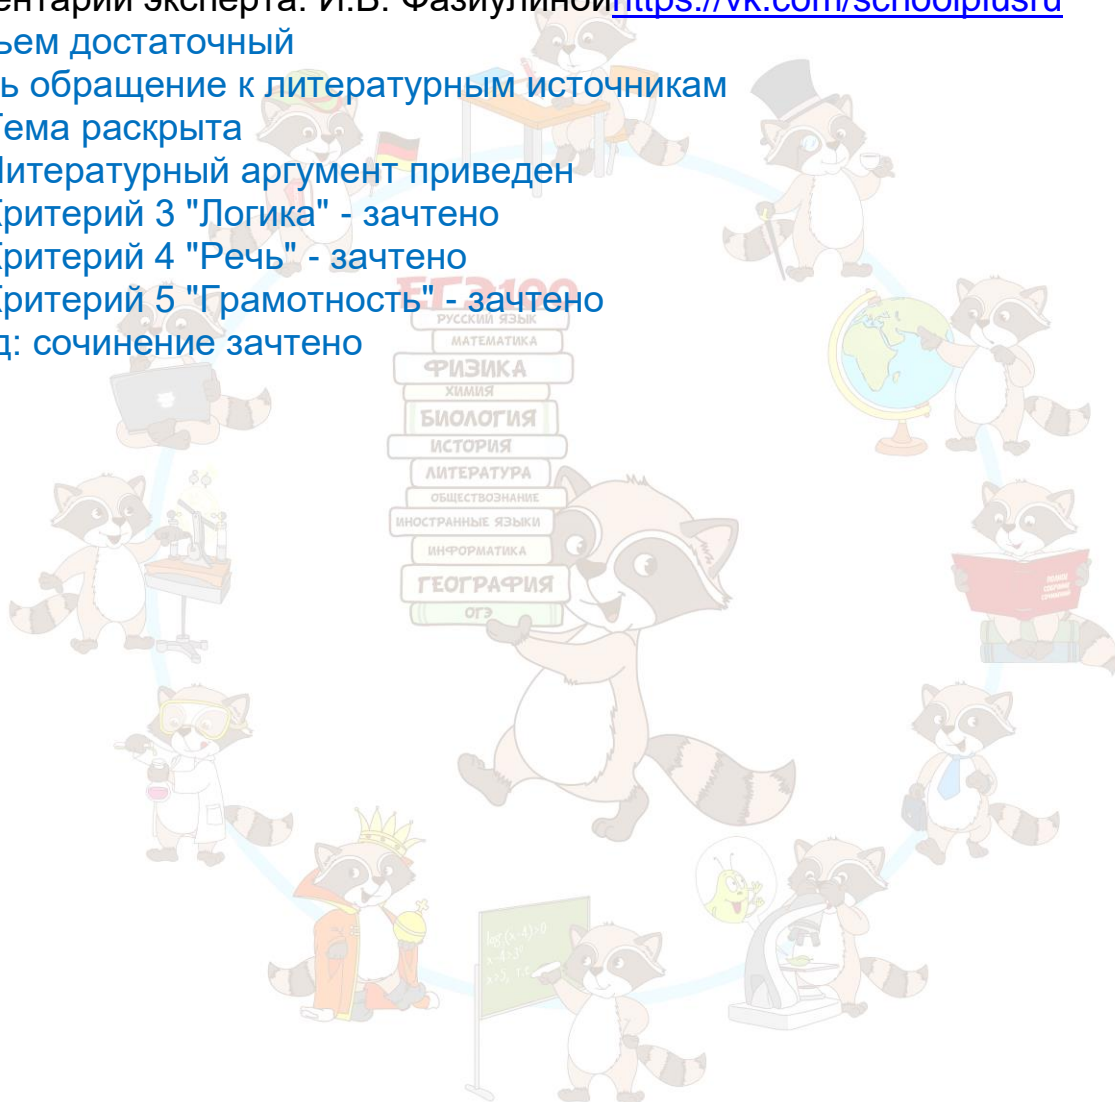 ентарий эксперта: И.В. Фазиулинойhttps://vk.com/schoolplusru
ьем достаточный
ь обращение к литературным источникам
Тема раскрыта
Литературный аргумент приведен
Критерий 3 "Логика" - зачтено
Критерий 4 "Речь" - зачтено
Критерий 5 "Грамотность" - зачтено
д: сочинение зачтено
ЕГЭ100
РУССКИЙ ЯЗЫК
МАТЕМАТИКА
ФИЗИКА
ХИМИЯ
БИОЛОГИЯ
ИСТОРИЯ
ЛИТЕРАТУРА
ОБЩЕСТВОЗНАНИЕ
ИНОСТРАННЫЕ ЯЗЫКИ
ИНФОРМАТИКА
ГЕОГРАФИЯ
ОГЭ